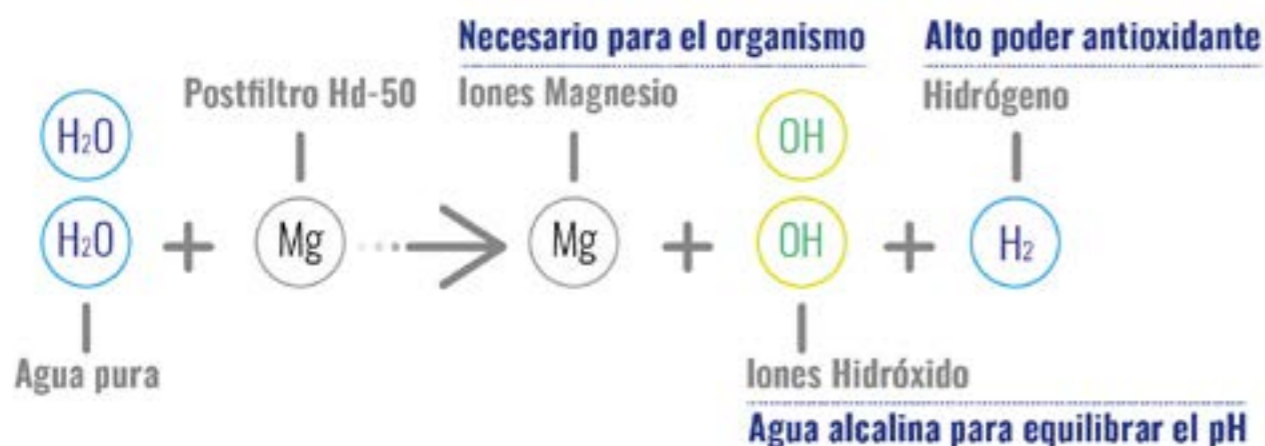 Necesario para el organismo
Alto poder antioxidante
Postfiltro Hd-50
Iones Magnesio
Hidrógeno
H₂O
OH
H₂O + Mg → Mg + OH + H₂
Agua pura
Iones Hidróxido
Agua alcalina para equilibrar el pH